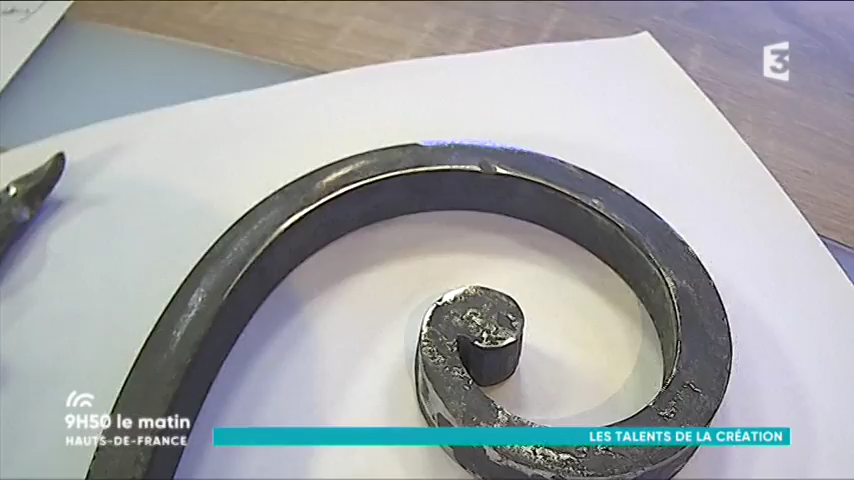 3
9H50 le matin
HAUTS-DE-FRANCE
LES TALENTS DE LA CRÉATION